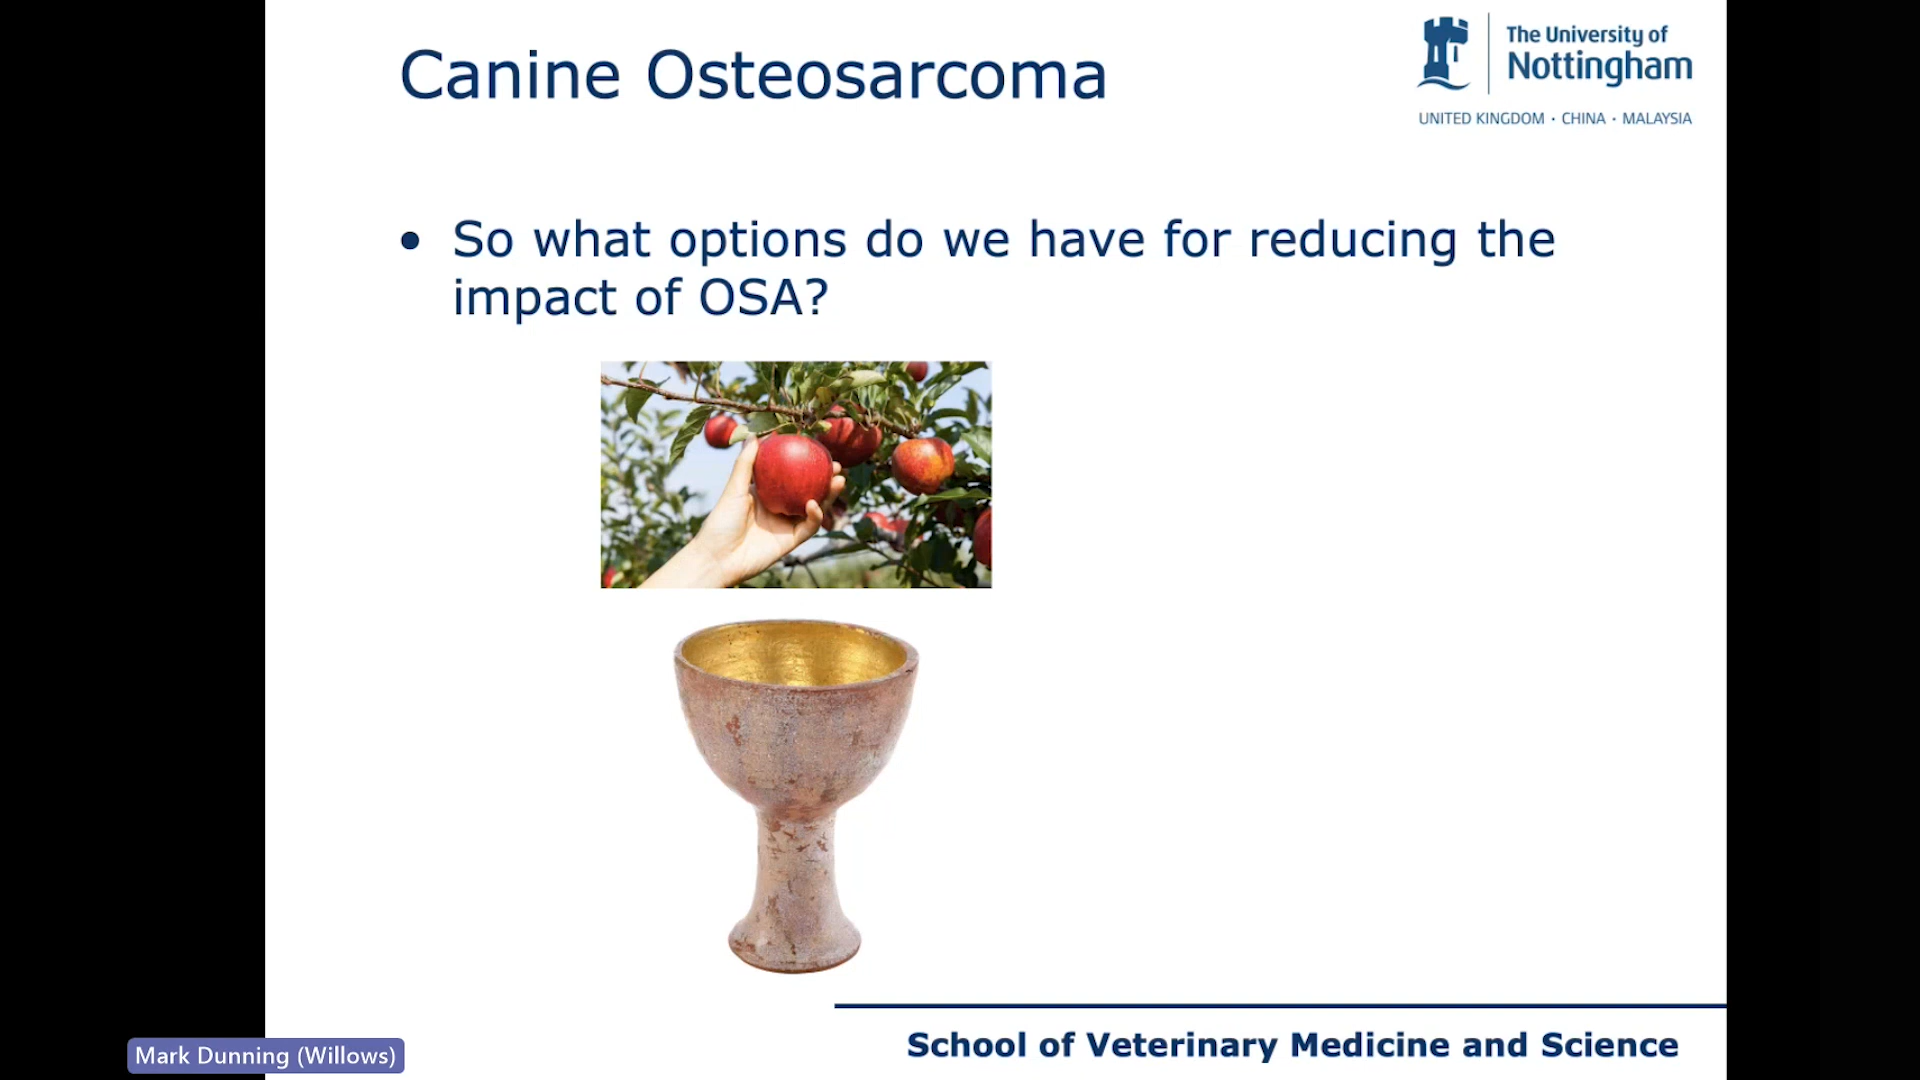 Canine Osteosarcoma
The University of
Nottingham
UNITED KINGDOM · CHINA · MALAYSIA
• So what options do we have for reducing the
impact of OSA?
School of Veterinary Medicine and Science
Mark Dunning (Willows)